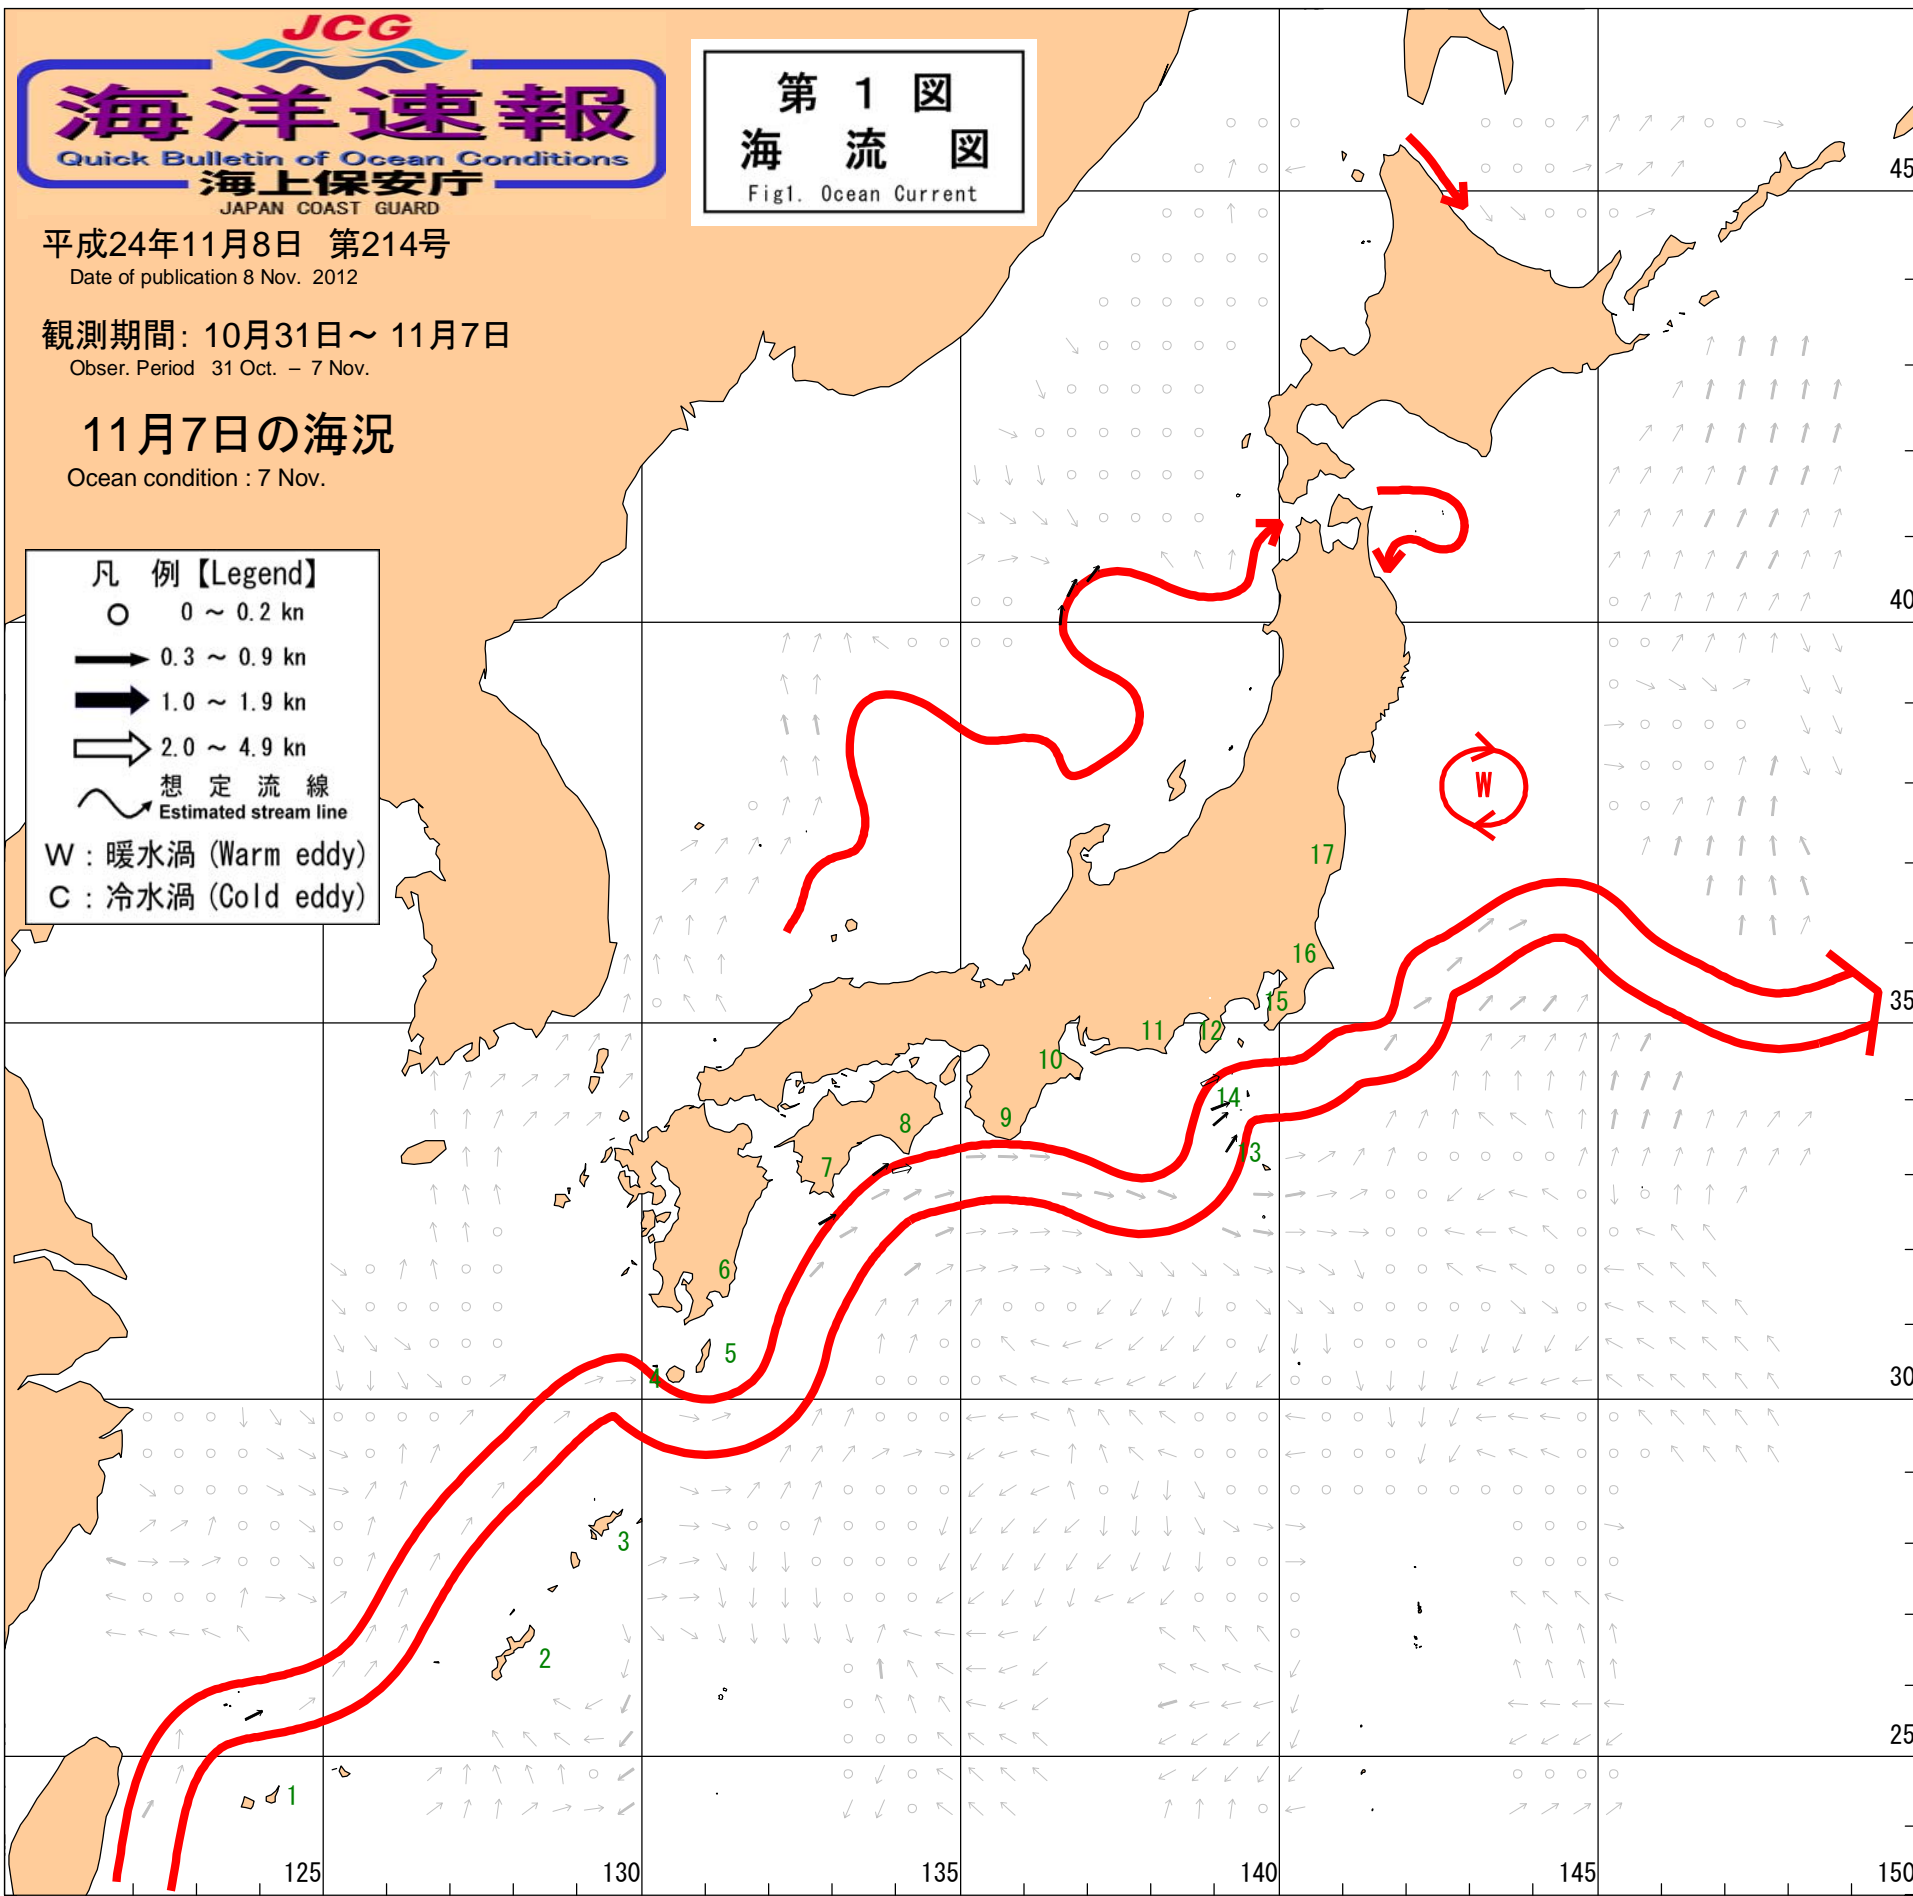 JCG
海洋速報
Quick Bulletin of Ocean Conditions
海上保安庁
JAPAN COAST GUARD
第 1 図
海 流 図
Fig1. Ocean Current
平成24年11月8日 第214号
Date of publication 8 Nov. 2012
観測期間: 10月31日～ 11月7日
Obser. Period 31 Oct. – 7 Nov.
11月7日の海況
Ocean condition : 7 Nov.
凡 例【Legend】
0 ～ 0.2 kn
0.3 ～ 0.9 kn
1.0 ～ 1.9 kn
2.0 ～ 4.9 kn
想 定 流 線
Estimated stream line
W : 暖水渦 (Warm eddy)
C : 冷水渦 (Cold eddy)
45
40
W
17
16
15
35
11
12
10
14
9
8
13
7
6
5
4
30
3
2
25
1
125
130
135
140
145
150